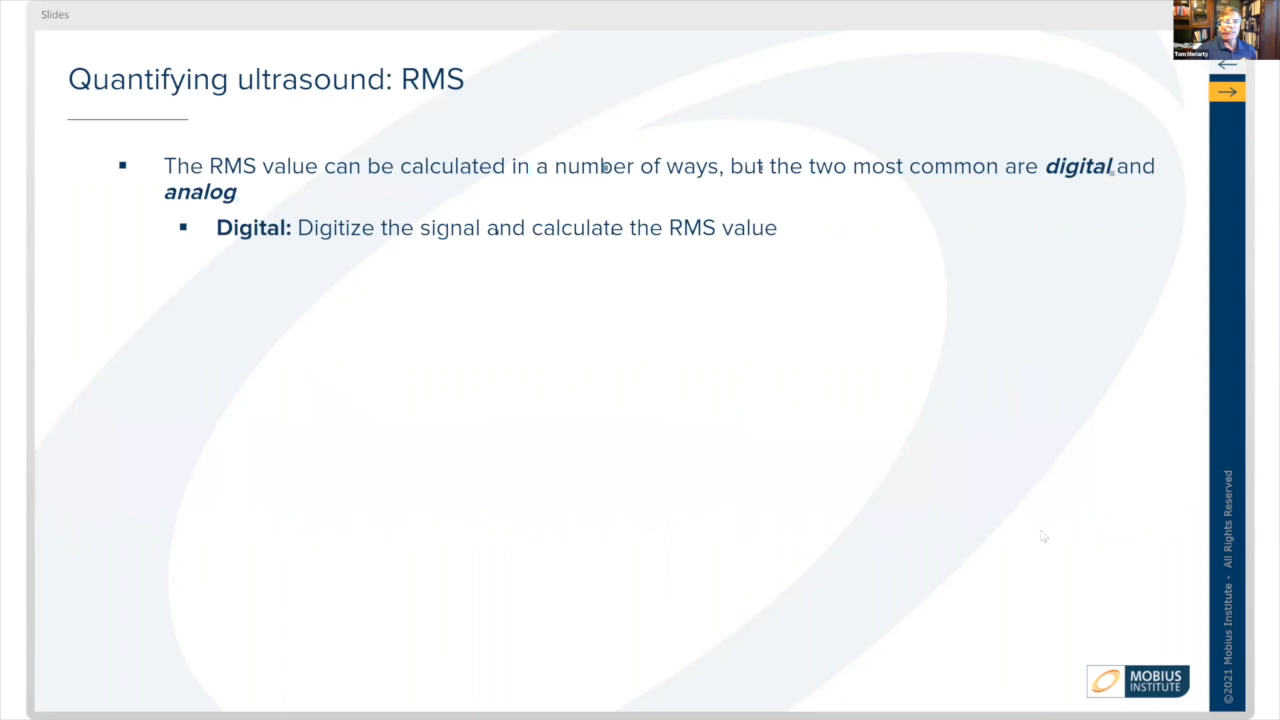 Slides
Tom Moriarty
Quantifying ultrasound: RMS
The RMS value can be calculated in a number of ways, but the two most common are digital and
analog
Digital: Digitize the signal and calculate the RMS value
©2021 Mobius Institute - All Rights Reserved
MOBIUS
INSTITUTE